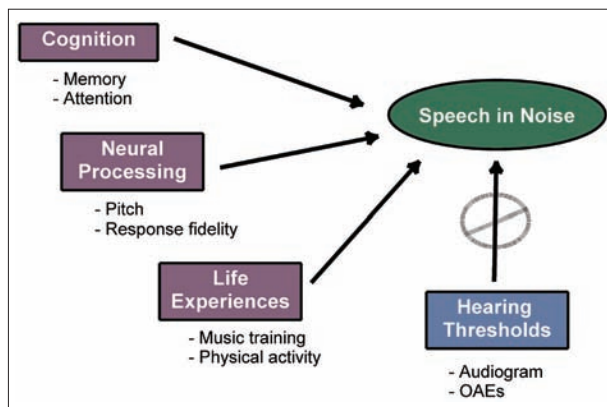 Cognition
- Memory
- Attention
Speech in Noise
Neural
Processing
- Pitch
- Response fidelity
Life
Experiences
- Music training
- Physical activity
Hearing
Thresholds
- Audiogram
- OAEs